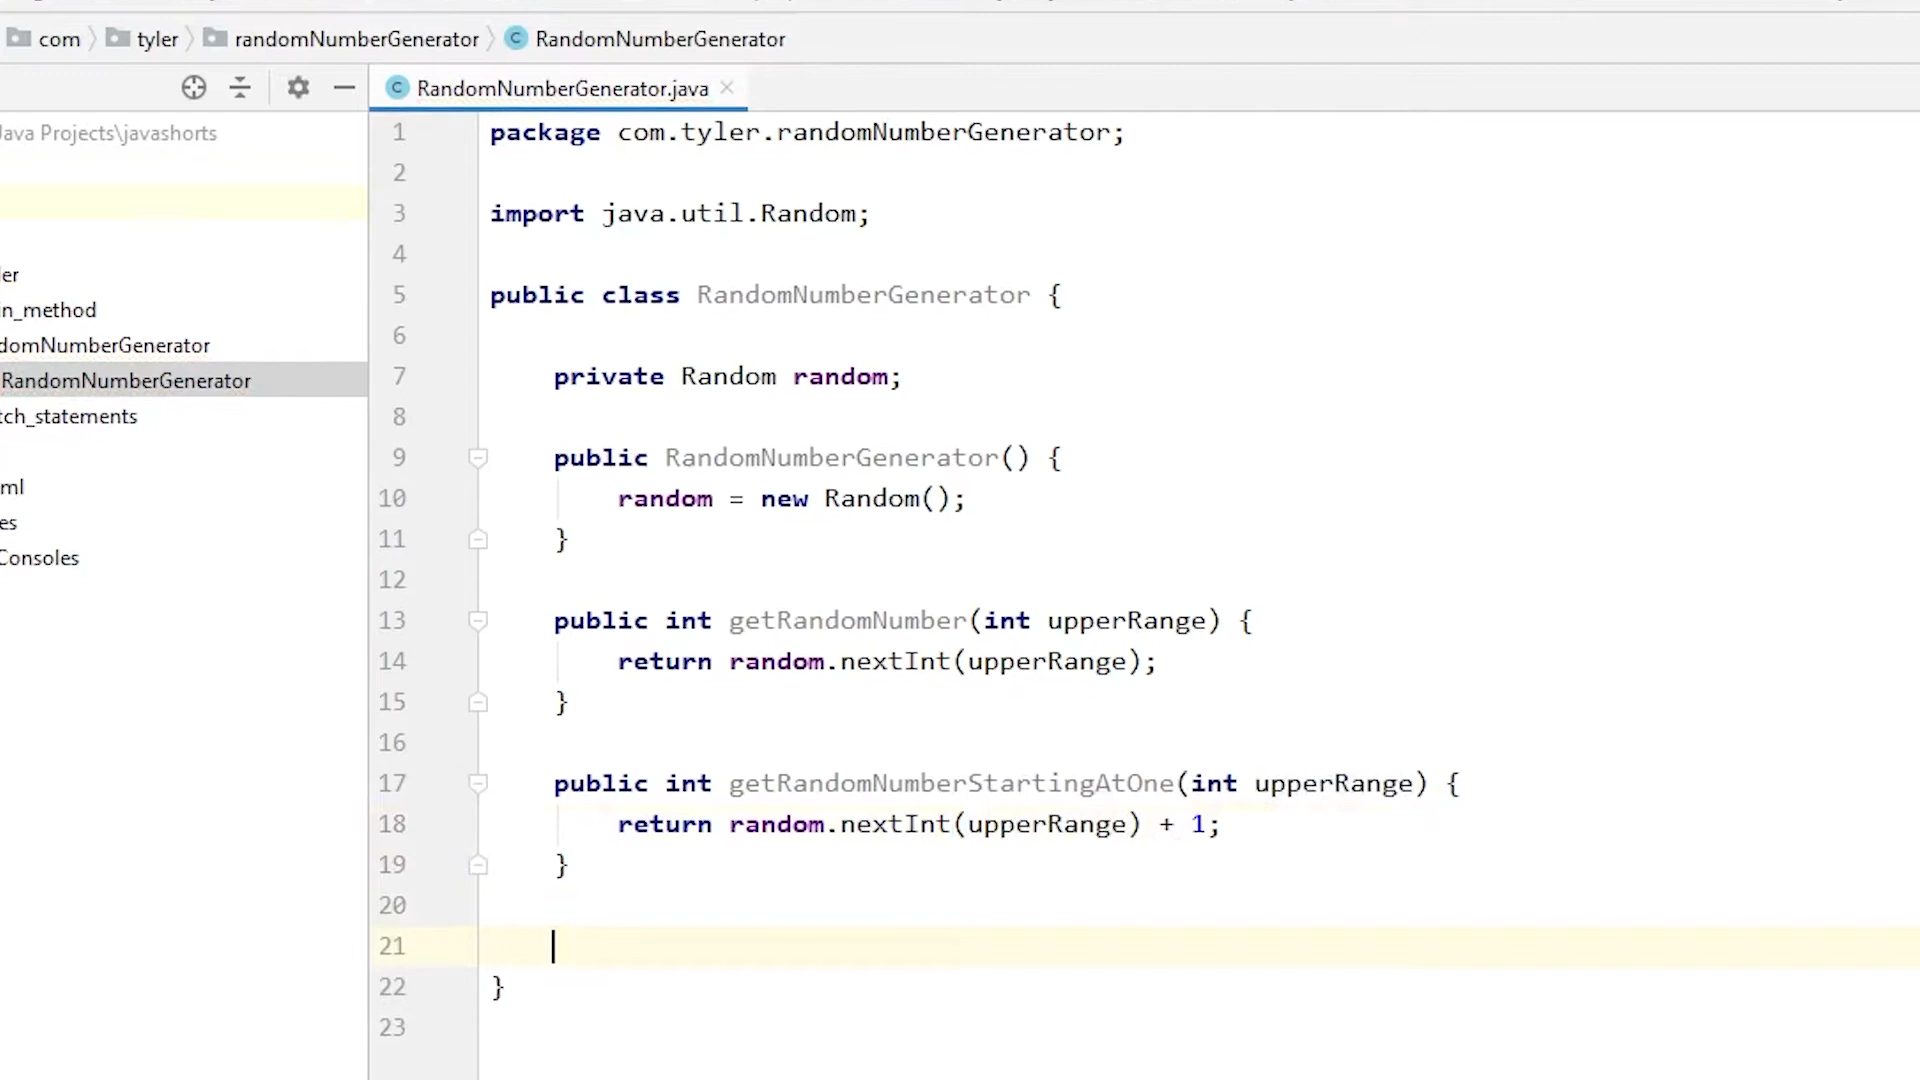 com tyler randomNumberGenerator RandomNumberGenerator
RandomNumberGenerator.java
Java Projects\javashorts
ler
in_method
domNumberGenerator
RandomNumberGenerator
tch_statements
ml
es
Consoles
1 package com.tyler.randomNumberGenerator;
2
3 import java.util.Random;
4
5 public class RandomNumberGenerator {
6
7 private Random random;
8
9 public RandomNumberGenerator() {
10 random = new Random();
11 }
12
13 public int getRandomNumber(int upperRange) {
14 return random.nextInt(upperRange);
15 }
16
17 public int getRandomNumberStartingAtOne(int upperRange) {
18 return random.nextInt(upperRange) + 1;
19 }
20
21
22 }
23